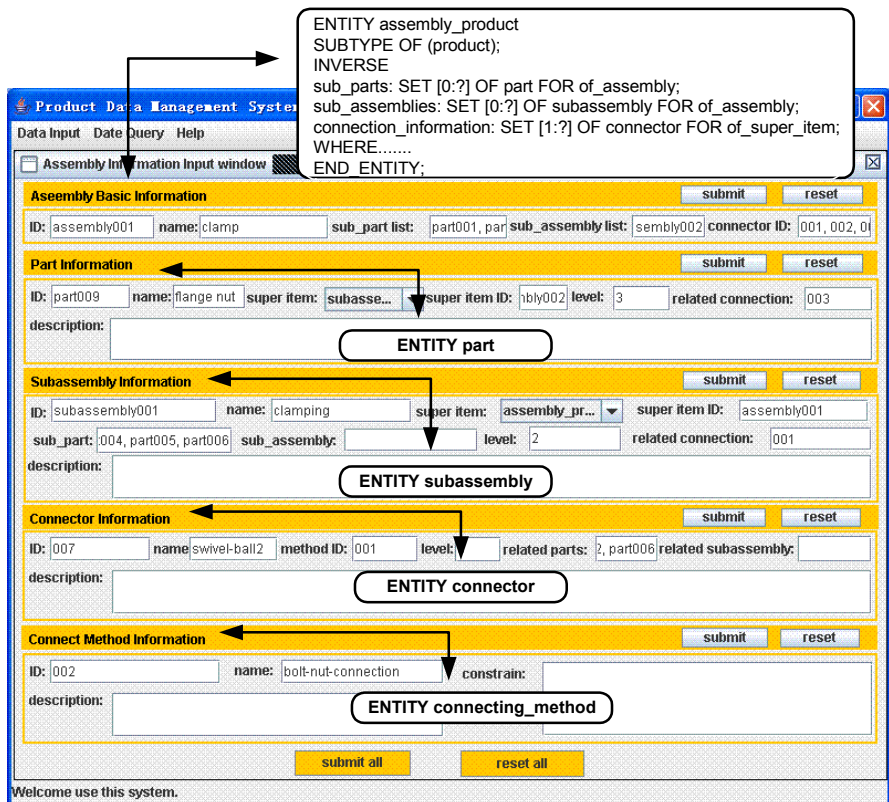 ENTITY assembly_product
SUBTYPE OF (product);
INVERSE
sub_parts: SET [0:?] OF part FOR of_assembly;
sub_assemblies: SET [0:?] OF subassembly FOR of_assembly;
connection_information: SET [1:?] OF connector FOR of_super_item;
WHERE.......
END_ENTITY;
Product Data Management System
Data Input Date Query Help
Assembly Information Input window
Aseembly Basic Information submit reset
ID: assembly001 name: clamp sub_part list: part001, par sub_assembly list: sembly002 connector ID: 001, 002, 0
Part Information submit reset
ID: part009 name: flange nut super item: subasse... super item ID: nbly002 level: 3 related connection: 003
description:
ENTITY part
Subassembly Information submit reset
ID: subassembly001 name: clamping super item: assembly_pr... super item ID: assembly001
sub_part: :004, part005, part006 sub_assembly: level: 2 related connection: 001
description:
ENTITY subassembly
Connector Information submit reset
ID: 007 name swivel-ball2 method ID: 001 level: related parts: 2, part006 related subassembly:
description:
ENTITY connector
Connect Method Information submit reset
ID: 002 name: bolt-nut-connection constrain:
description:
ENTITY connecting_method
submit all reset all
Welcome use this system.